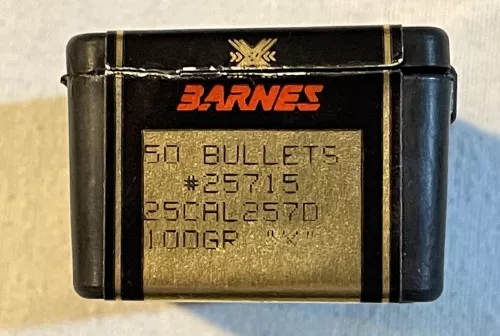 BARNES
50 BULLETS
#25715
25CAL257D
100GR "X"